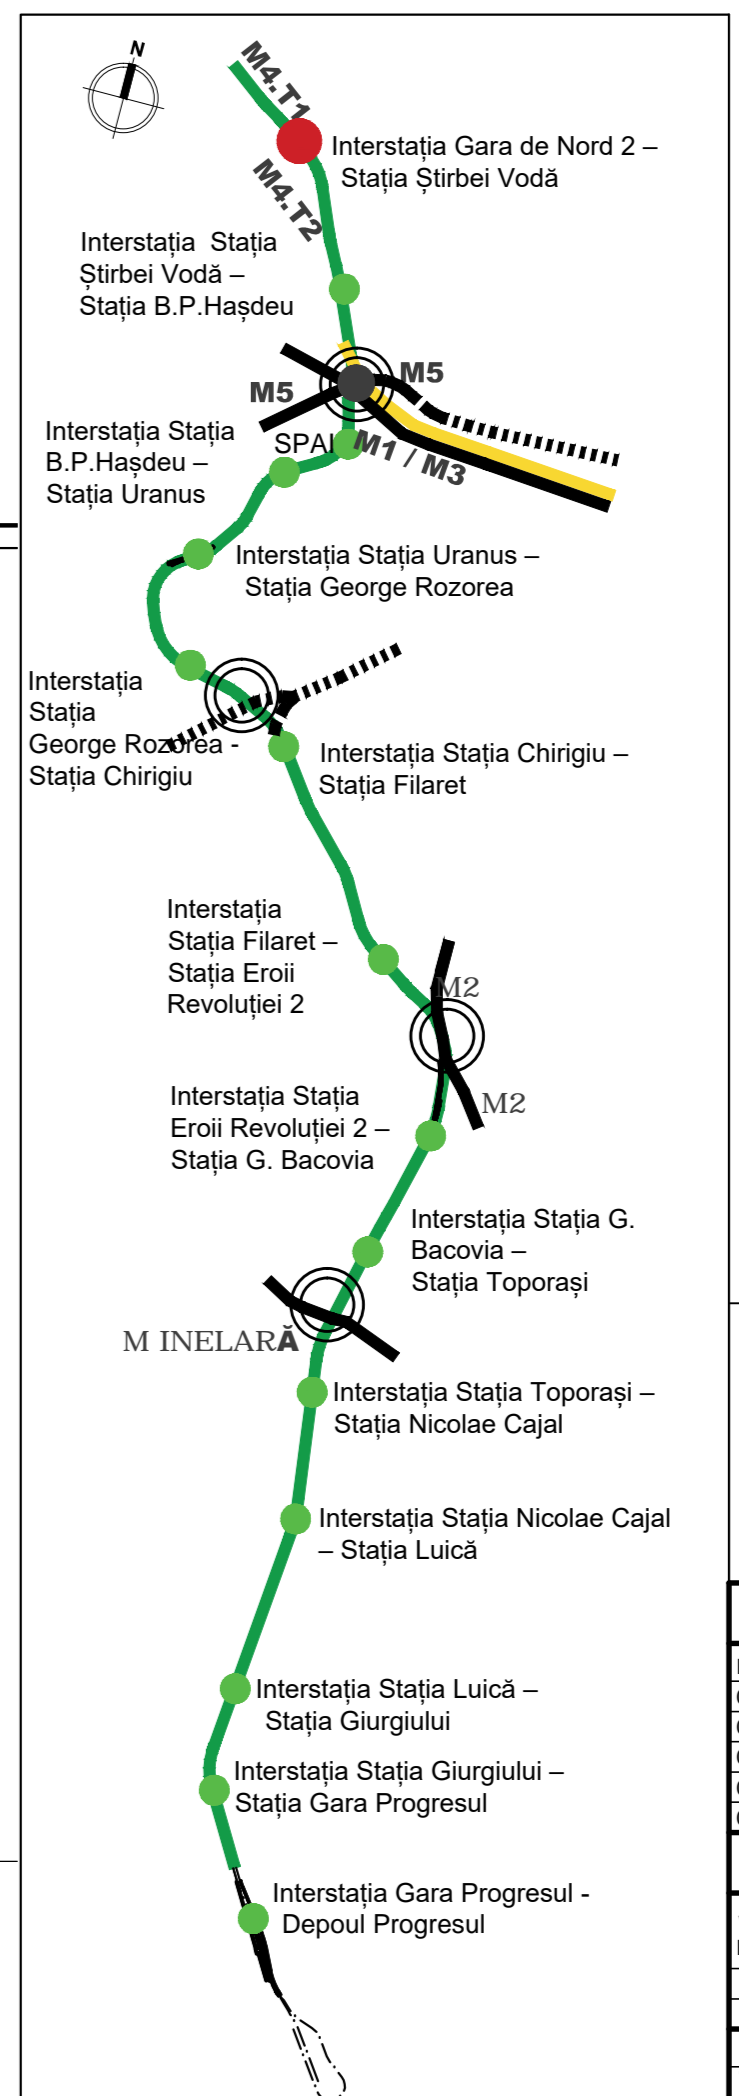 N
M4.T1
Interstația Gara de Nord 2 –
Stația Știrbei Vodă
M4.T2
Interstația Stația
Știrbei Vodă –
Stația B.P.Hașdeu
M5
M5
Interstația Stația
B.P.Hașdeu –
Stația Uranus
SPAI
M1 / M3
Interstația Stația Uranus –
Stația George Rozorea
Interstația
Stația
George Rozorea -
Stația Chirigiu
Interstația Stația Chirigiu –
Stația Filaret
Interstația
Stația Filaret –
Stația Eroii
Revoluției 2
M2
Interstația Stația
Eroii Revoluției 2 –
Stația G. Bacovia
M2
Interstația Stația G.
Bacovia –
Stația Toporași
M INELARĂ
Interstația Stația Toporași –
Stația Nicolae Cajal
Interstația Stația Nicolae Cajal
– Stația Luică
Interstația Stația Luică –
Stația Giurgiului
Interstația Stația Giurgiului –
Stația Gara Progresul
Interstația Gara Progresul -
Depoul Progresul